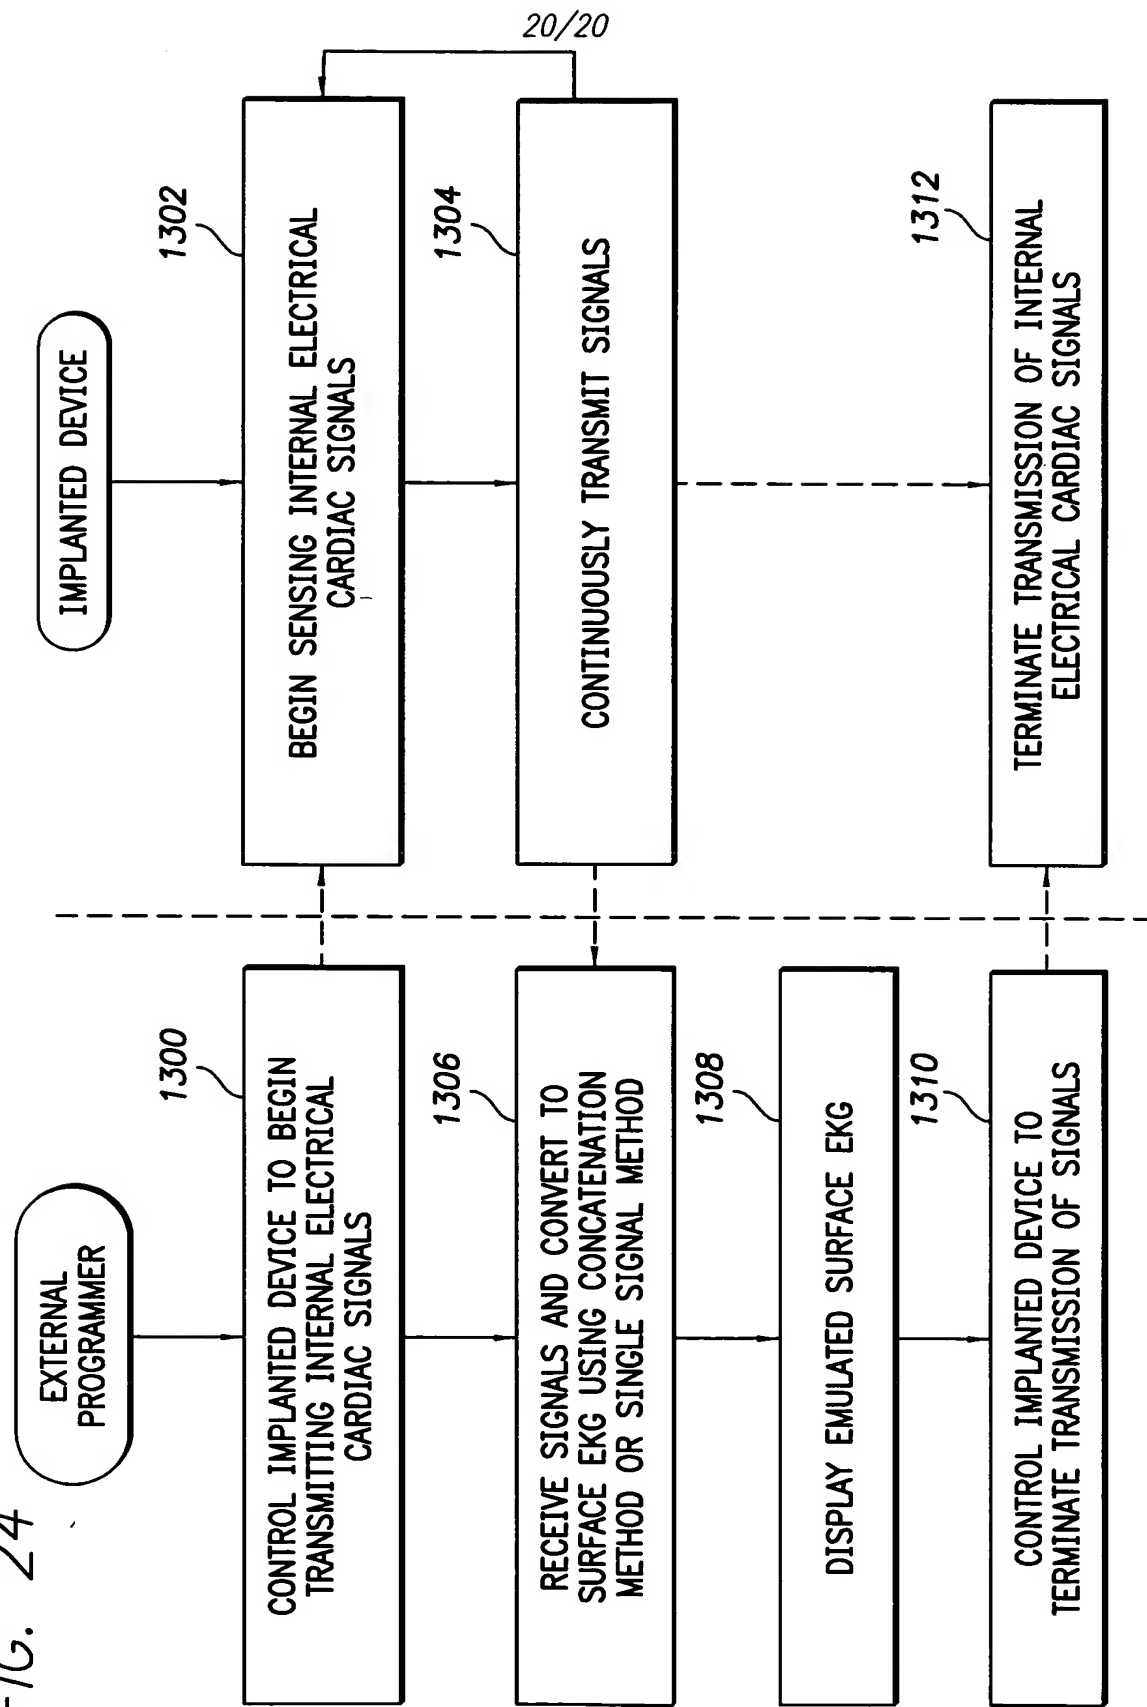 20/20
FIG. 24
EXTERNAL
PROGRAMMER
1300
CONTROL IMPLANTED DEVICE TO BEGIN
TRANSMITTING INTERNAL ELECTRICAL
CARDIAC SIGNALS
1306
RECEIVE SIGNALS AND CONVERT TO
SURFACE EKG USING CONCATENATION
METHOD OR SINGLE SIGNAL METHOD
1308
DISPLAY EMULATED SURFACE EKG
1310
CONTROL IMPLANTED DEVICE TO
TERMINATE TRANSMISSION OF SIGNALS
IMPLANTED DEVICE
1302
BEGIN SENSING INTERNAL ELECTRICAL
CARDIAC SIGNALS
1304
CONTINUOUSLY TRANSMIT SIGNALS
1312
TERMINATE TRANSMISSION OF INTERNAL
ELECTRICAL CARDIAC SIGNALS